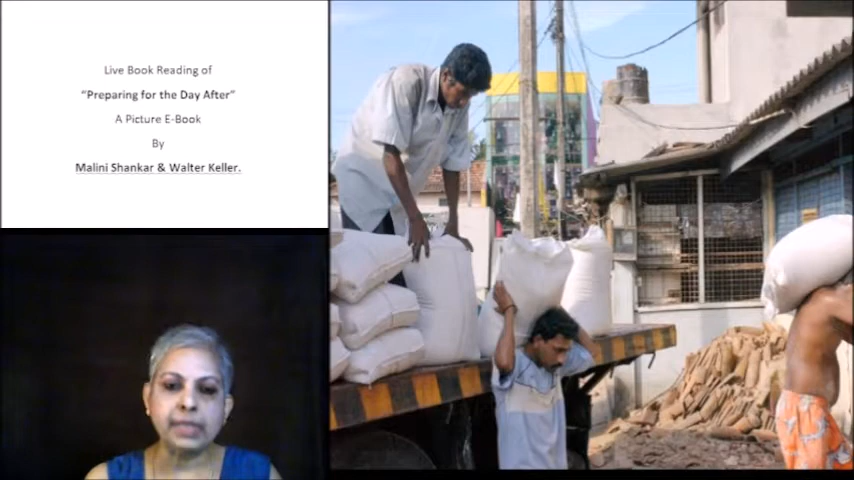 Live Book Reading of
“Preparing for the Day After”
A Picture E-Book
By
Malini Shankar & Walter Keller.